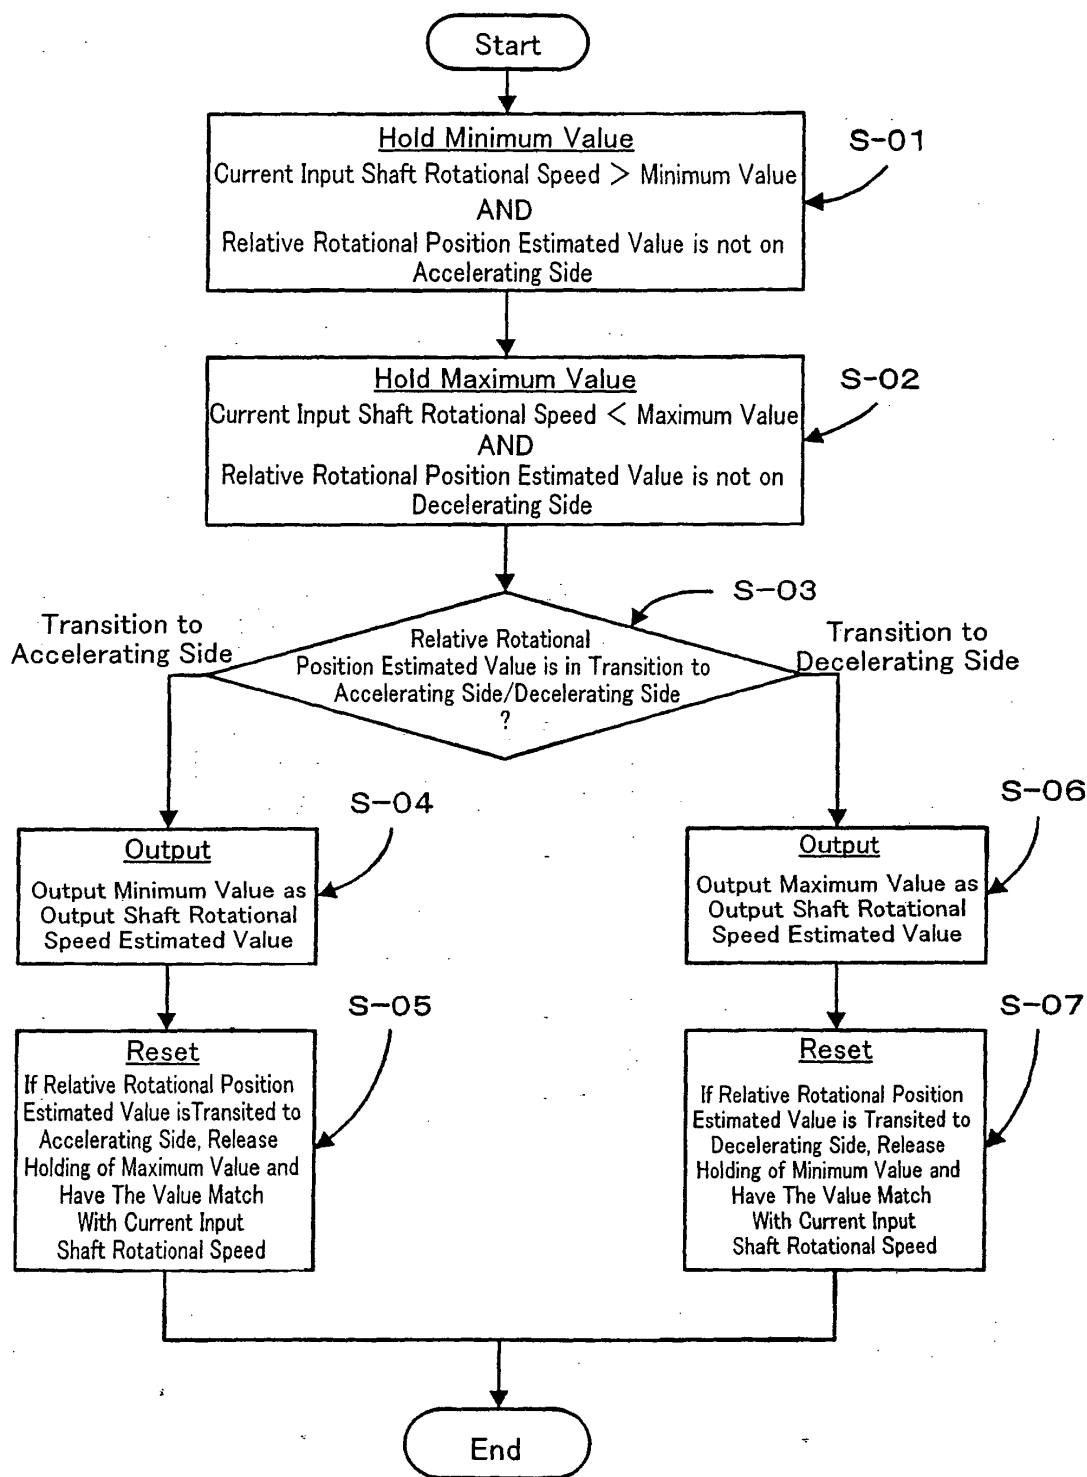 Start
Hold Minimum Value
Current Input Shaft Rotational Speed > Minimum Value
AND
Relative Rotational Position Estimated Value is not on
Accelerating Side
S-01
Hold Maximum Value
Current Input Shaft Rotational Speed < Maximum Value
AND
Relative Rotational Position Estimated Value is not on
Decelerating Side
S-02
S-03
Relative Rotational
Position Estimated Value is in Transition to
Accelerating Side/Decelerating Side
?
Transition to
Accelerating Side
Transition to
Decelerating Side
S-04
Output
Output Minimum Value as
Output Shaft Rotational
Speed Estimated Value
S-05
Reset
If Relative Rotational Position
Estimated Value isTransited to
Accelerating Side, Release
Holding of Maximum Value and
Have The Value Match
With Current Input
Shaft Rotational Speed
S-06
Output
Output Maximum Value as
Output Shaft Rotational
Speed Estimated Value
S-07
Reset
If Relative Rotational Position
Estimated Value is Transited to
Decelerating Side, Release
Holding of Minimum Value and
Have The Value Match
With Current Input
Shaft Rotational Speed
End